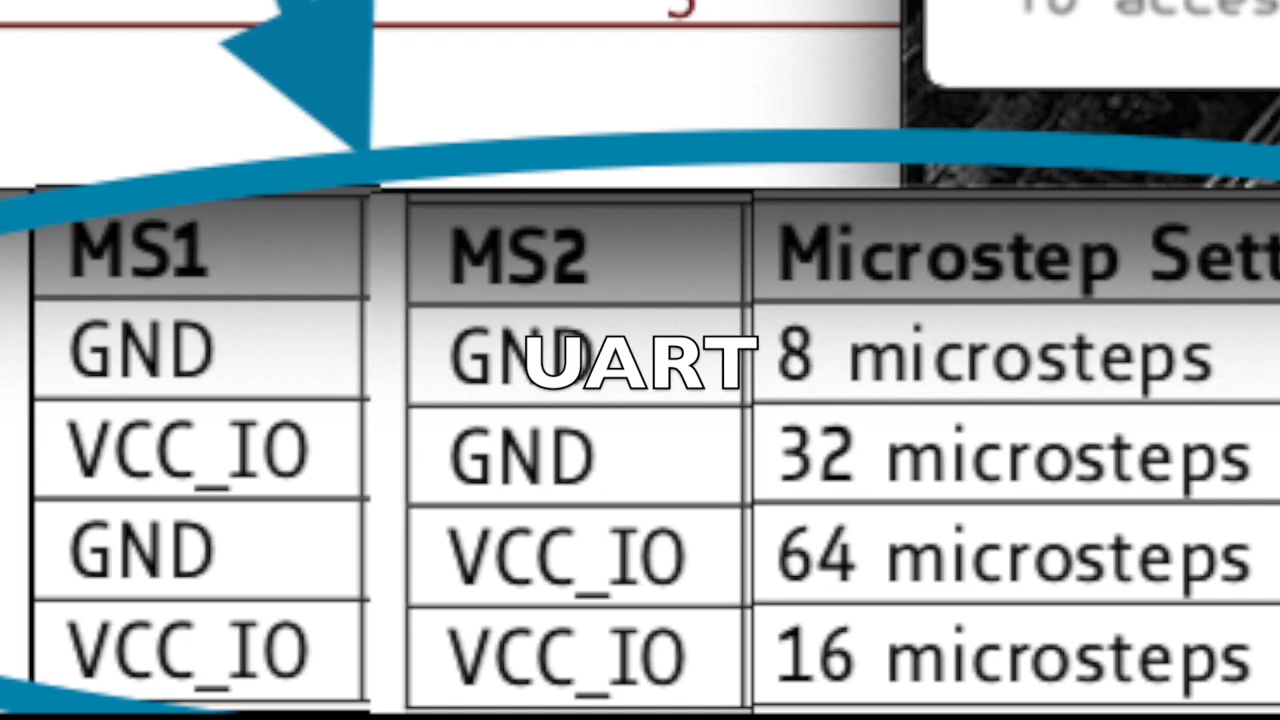 5
MS1 MS2 Microstep Sett
GND GND 8 microsteps
UART
VCC_IO GND 32 microsteps
GND VCC_IO 64 microsteps
VCC_IO VCC_IO 16 microsteps